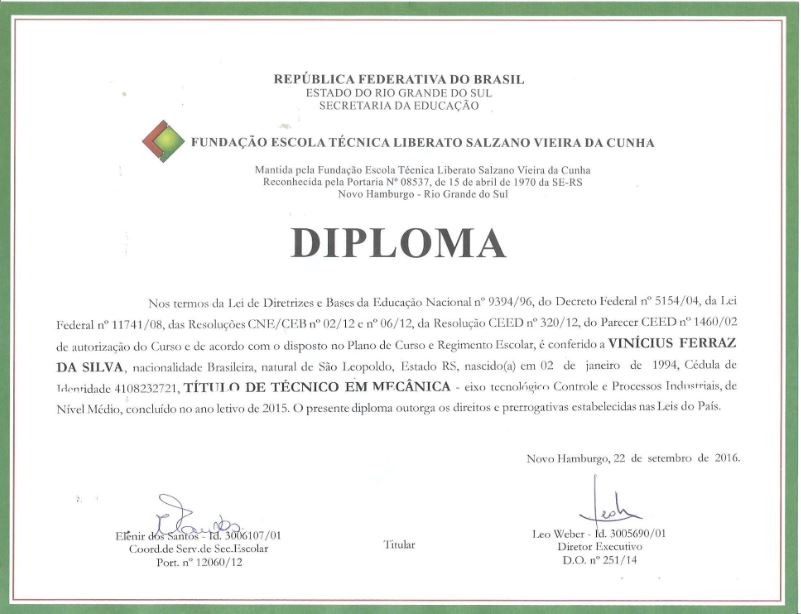 REPÚBLICA FEDERATIVA DO BRASIL
ESTADO DO RIO GRANDE DO SUL
SECRETARIA DA EDUCAÇÃO
FUNDAÇÃO ESCOLA TÉCNICA LIBERATO SALZANO VIEIRA DA CUNHA
Mantida pela Fundação Escola Técnica Liberato Salzano Vieira da Cunha
Reconhecida pela Portaria Nº 08537, de 15 de abril de 1970 da SE-RS
Novo Hamburgo - Rio Grande do Sul
DIPLOMA
Nos termos da Lei de Diretrizes e Bases da Educação Nacional nº 9394/96, do Decreto Federal nº 5154/04, da Lei
Federal nº 11741/08, das Resoluções CNE/CEB nº 02/12 e nº 06/12, da Resolução CEED nº 320/12, do Parecer CEED nº 1460/02
de autorização do Curso e de acordo com o disposto no Plano de Curso e Regimento Escolar, é conferido a VINÍCIUS FERRAZ
DA SILVA, nacionalidade Brasileira, natural de São Leopoldo, Estado RS, nascido(a) em 02 de janeiro de 1994, Cédula de
Identidade 4108232721, TÍTULO DE TÉCNICO EM MECÂNICA - eixo tecnológico Controle e Processos Industriais, de
Nível Médio, concluído no ano letivo de 2015. O presente diploma outorga os direitos e prerrogativas estabelecidas nas Leis do País.
Novo Hamburgo, 22 de setembro de 2016.
Elenir dos Santos - Id. 3006107/01
Coord.de Serv.de Sec.Escolar
Port. nº 12060/12
Titular
Leo Weber - Id. 3005690/01
Diretor Executivo
D.O. nº 251/14